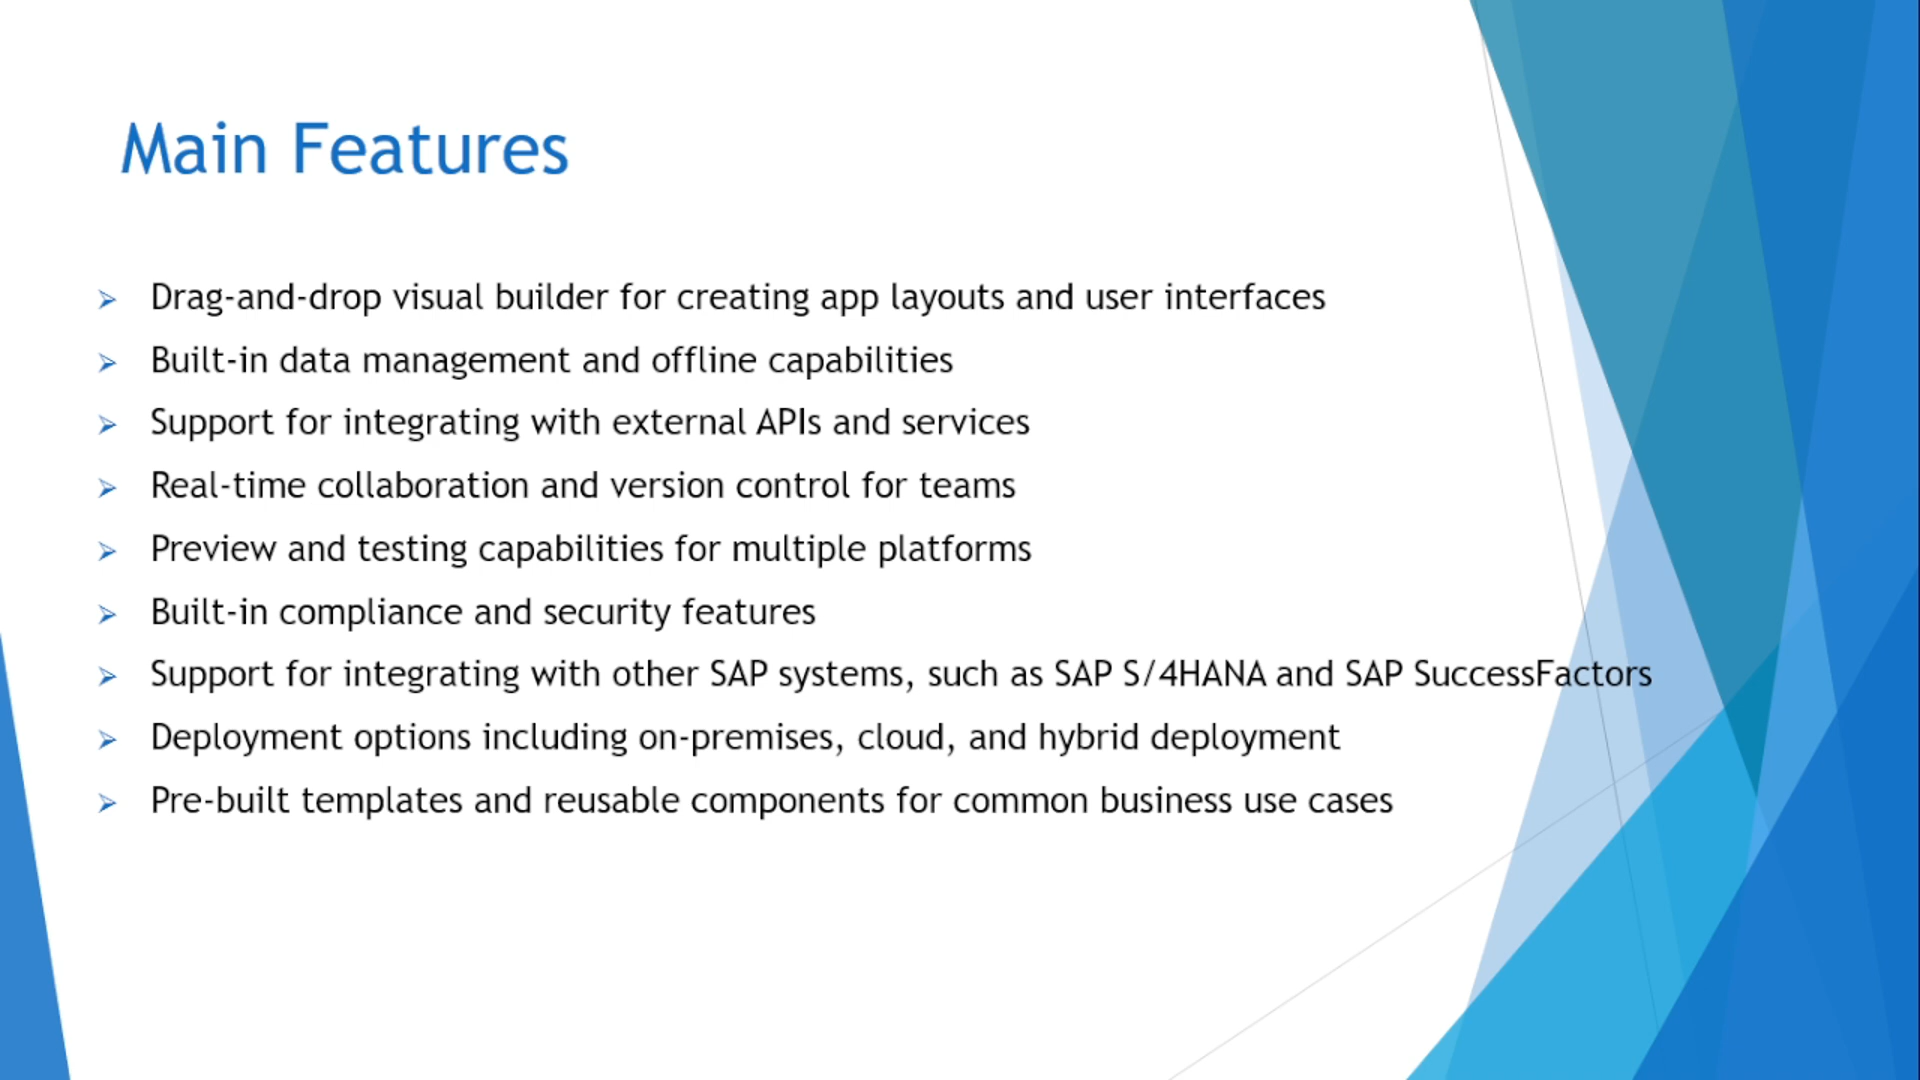 Main Features
Drag-and-drop visual builder for creating app layouts and user interfaces
Built-in data management and offline capabilities
Support for integrating with external APIs and services
Real-time collaboration and version control for teams
Preview and testing capabilities for multiple platforms
Built-in compliance and security features
Support for integrating with other SAP systems, such as SAP S/4HANA and SAP SuccessFactors
Deployment options including on-premises, cloud, and hybrid deployment
Pre-built templates and reusable components for common business use cases